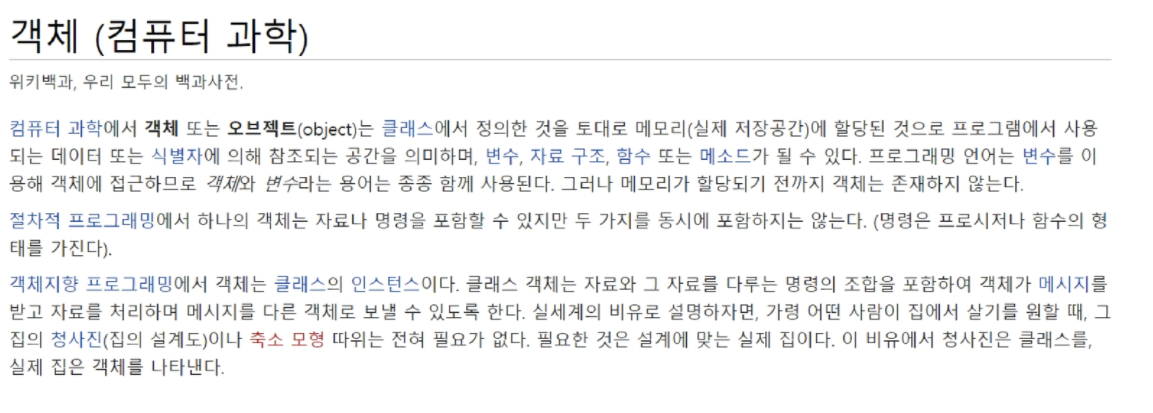 객체 (컴퓨터 과학)
위키백과, 우리 모두의 백과사전.
컴퓨터 과학에서 객체 또는 오브젝트(object)는 클래스에서 정의한 것을 토대로 메모리(실제 저장공간)에 할당된 것으로 프로그램에서 사용
되는 데이터 또는 식별자에 의해 참조되는 공간을 의미하며, 변수, 자료 구조, 함수 또는 메소드가 될 수 있다. 프로그래밍 언어는 변수를 이
용해 객체에 접근하므로 객체와 변수라는 용어는 종종 함께 사용된다. 그러나 메모리가 할당되기 전까지 객체는 존재하지 않는다.
절차적 프로그래밍에서 하나의 객체는 자료나 명령을 포함할 수 있지만 두 가지를 동시에 포함하지는 않는다. (명령은 프로시저나 함수의 형
태를 가진다).
객체지향 프로그래밍에서 객체는 클래스의 인스턴스이다. 클래스 객체는 자료와 그 자료를 다루는 명령의 조합을 포함하여 객체가 메시지를
받고 자료를 처리하며 메시지를 다른 객체로 보낼 수 있도록 한다. 실세계의 비유로 설명하자면, 가령 어떤 사람이 집에서 살기를 원할 때, 그
집의 청사진(집의 설계도)이나 축소 모형 따위는 전혀 필요가 없다. 필요한 것은 설계에 맞는 실제 집이다. 이 비유에서 청사진은 클래스를,
실제 집은 객체를 나타낸다.